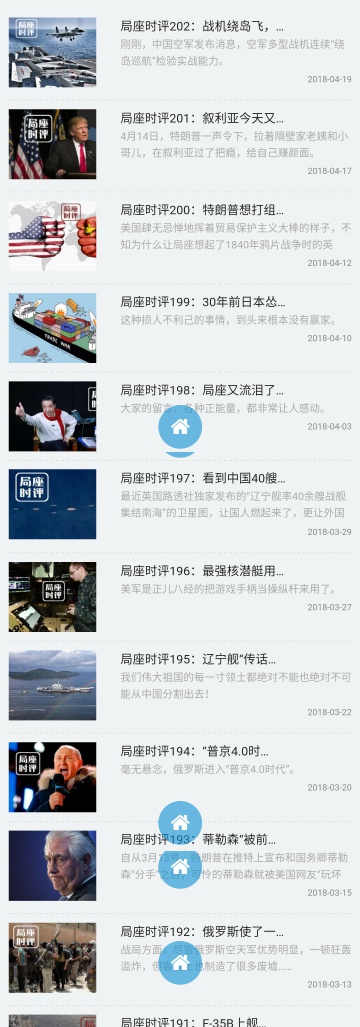 局座时评202：战机绕岛飞，…
刚刚，中国空军发布消息，空军多型战机连续“绕
岛巡航”检验实战能力。
2018-04-19
局座时评
局座时评201：叙利亚今天又…
4月14日，特朗普一声令下，拉着隔壁家老姨和小
哥儿，在叙利亚过了把瘾，给自己赚颜面。
2018-04-17
局座时评
局座时评200：特朗普想打组…
美国肆无忌惮地挥着贸易保护主义大棒的样子，不
知为什么让局座想起了1840年鸦片战争时的英
2018-04-12
局座时评
局座时评199：30年前日本怂…
这种损人不利己的事情，到头来根本没有赢家。
2018-04-10
TRADE WAR
局座时评198：局座又流泪了…
大家的留言，各种正能量，都非常让人感动。
2018-04-03
局座时评197：看到中国40艘…
最近英国路透社独家发布的“辽宁舰率40余艘战舰
集结南海”的卫星图，让国人燃起来了，更让外国
2018-03-29
局座时评
局座时评196：最强核潜艇用…
美军是正儿八经的把游戏手柄当操纵杆来用了。
2018-03-27
局座时评
局座时评195：辽宁舰“传话…
我们伟大祖国的每一寸领土都绝对不能也绝对不可
能从中国分割出去！
2018-03-22
局座时评194：“普京4.0时…
毫无悬念，俄罗斯进入“普京4.0时代”。
2018-03-20
局座时评
局座时评193：蒂勒森“被前…
自从3月13号，特朗普在推特上宣布和国务卿蒂勒
森“分手”之后，可怜的蒂勒森就被美国网友“玩坏
2018-03-15
局座时评192：俄罗斯使了一…
战局方面，尽管俄罗斯空天军优势明显，一顿狂轰
滥炸，但 也制造了很多废墟……
2018-03-13
局座时评
局座时评191：F-35B上舰…